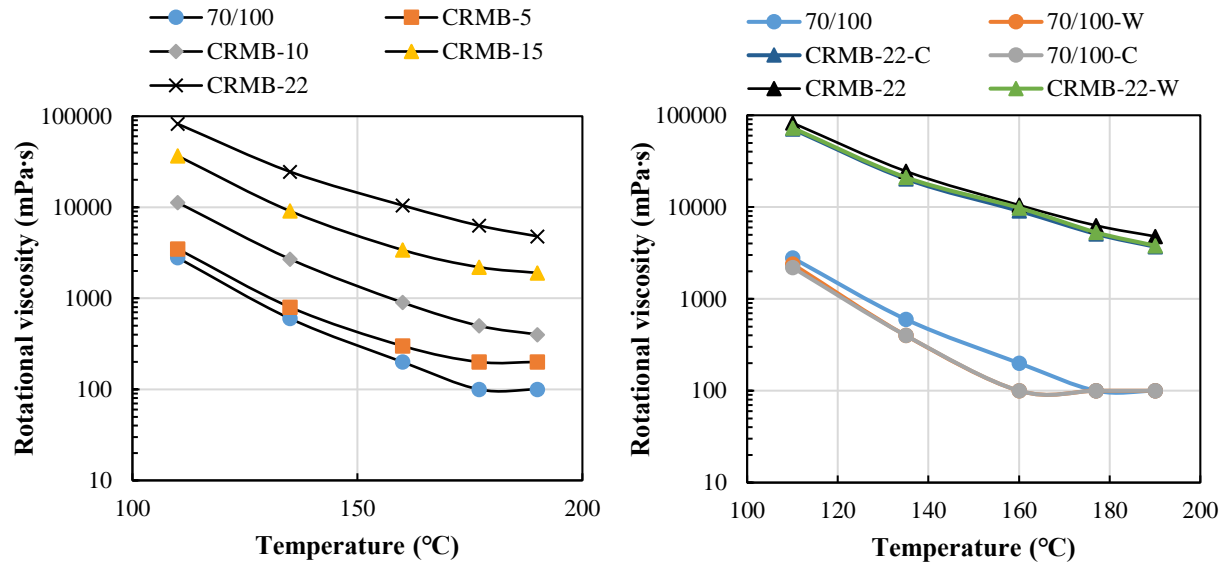 70/100
CRMB-5
CRMB-10
CRMB-15
CRMB-22
100000
10000
1000
100
10
100
150
200
Rotational viscosity (mPa·s)
Temperature (℃)
70/100
70/100-W
CRMB-22-C
70/100-C
CRMB-22
CRMB-22-W
100000
10000
1000
100
10
100
120
140
160
180
200
Rotational viscosity (mPa·s)
Temperature (℃)